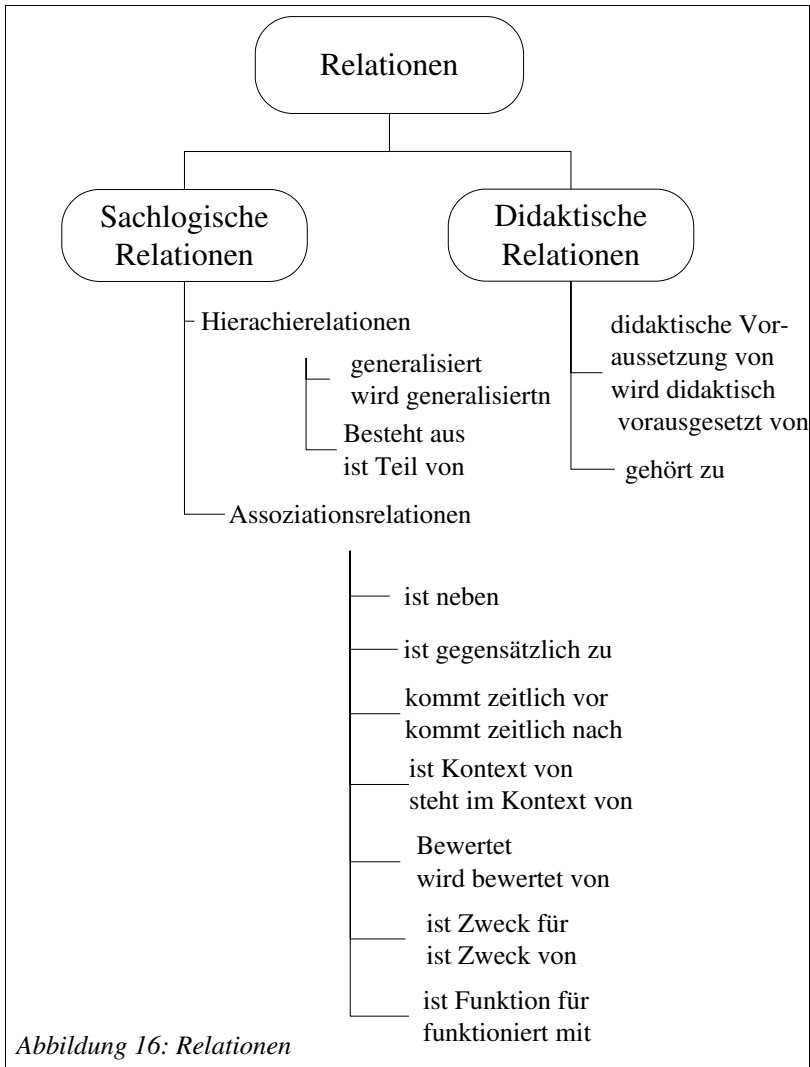 Relationen
Sachlogische
Relationen
Didaktische
Relationen
Hierachierelationen
generalisiert
wird generalisiertn
Besteht aus
ist Teil von
didaktische Vor-
aussetzung von
wird didaktisch
vorausgesetzt von
gehört zu
Assoziationsrelationen
ist neben
ist gegensätzlich zu
kommt zeitlich vor
kommt zeitlich nach
ist Kontext von
steht im Kontext von
Bewertet
wird bewertet von
ist Zweck für
ist Zweck von
ist Funktion für
funktioniert mit
Abbildung 16: Relationen